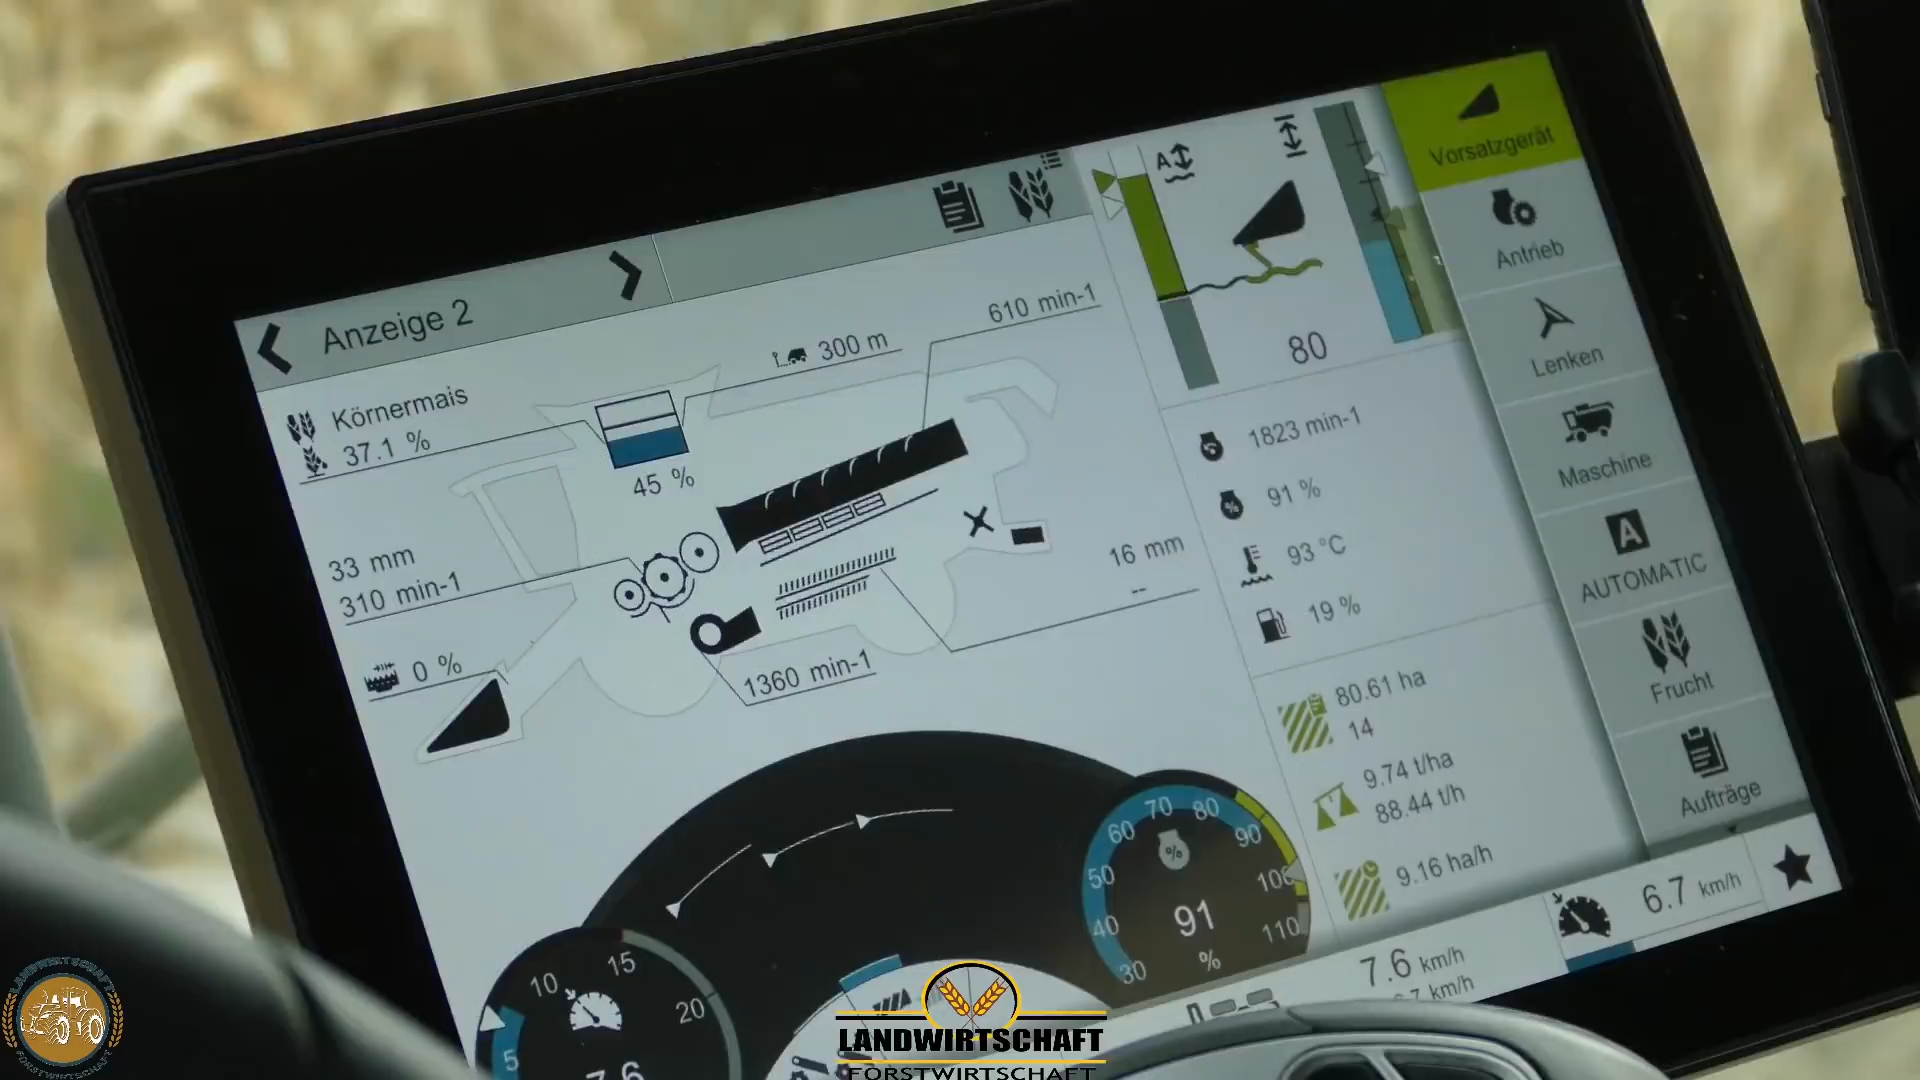 Anzeige 2
Körnermais
37.1 %
300 m
610 min-1
45 %
33 mm
310 min-1
0 %
1360 min-1
16 mm
--
A
80
1823 min-1
91 %
93 °C
19 %
80.61 ha
14
9.74 t/ha
88.44 t/h
9.16 ha/h
Vorsatzgerät
Antrieb
Lenken
Maschine
A
AUTOMATIC
Frucht
Aufträge
5
10
15
20
30
40
50
60
70
80
90
100
110
%
91
%
7.6 km/h
6.7 km/h
LANDWIRTSCHAFT
FORSTWIRTSCHAFT
LANDWIRTSCHAFT
FORSTWIRTSCHAFT